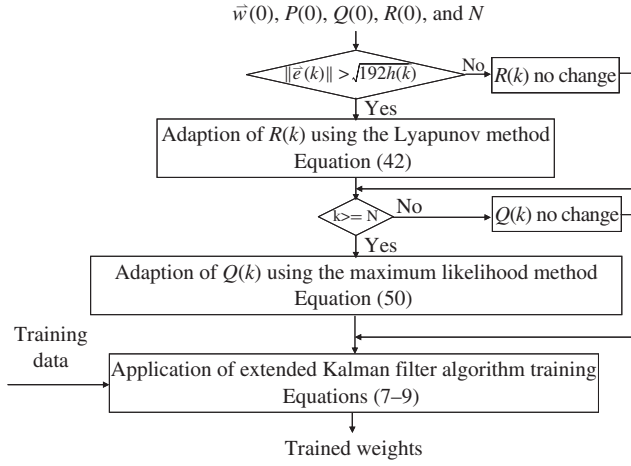 w⃗(0), P(0), Q(0), R(0), and N
‖e⃗(k)‖ > √192h(k)
No
R(k) no change
Yes
Adaption of R(k) using the Lyapunov method
Equation (42)
k>= N
No
Q(k) no change
Yes
Adaption of Q(k) using the maximum likelihood method
Equation (50)
Training
data
Application of extended Kalman filter algorithm training
Equations (7–9)
Trained weights